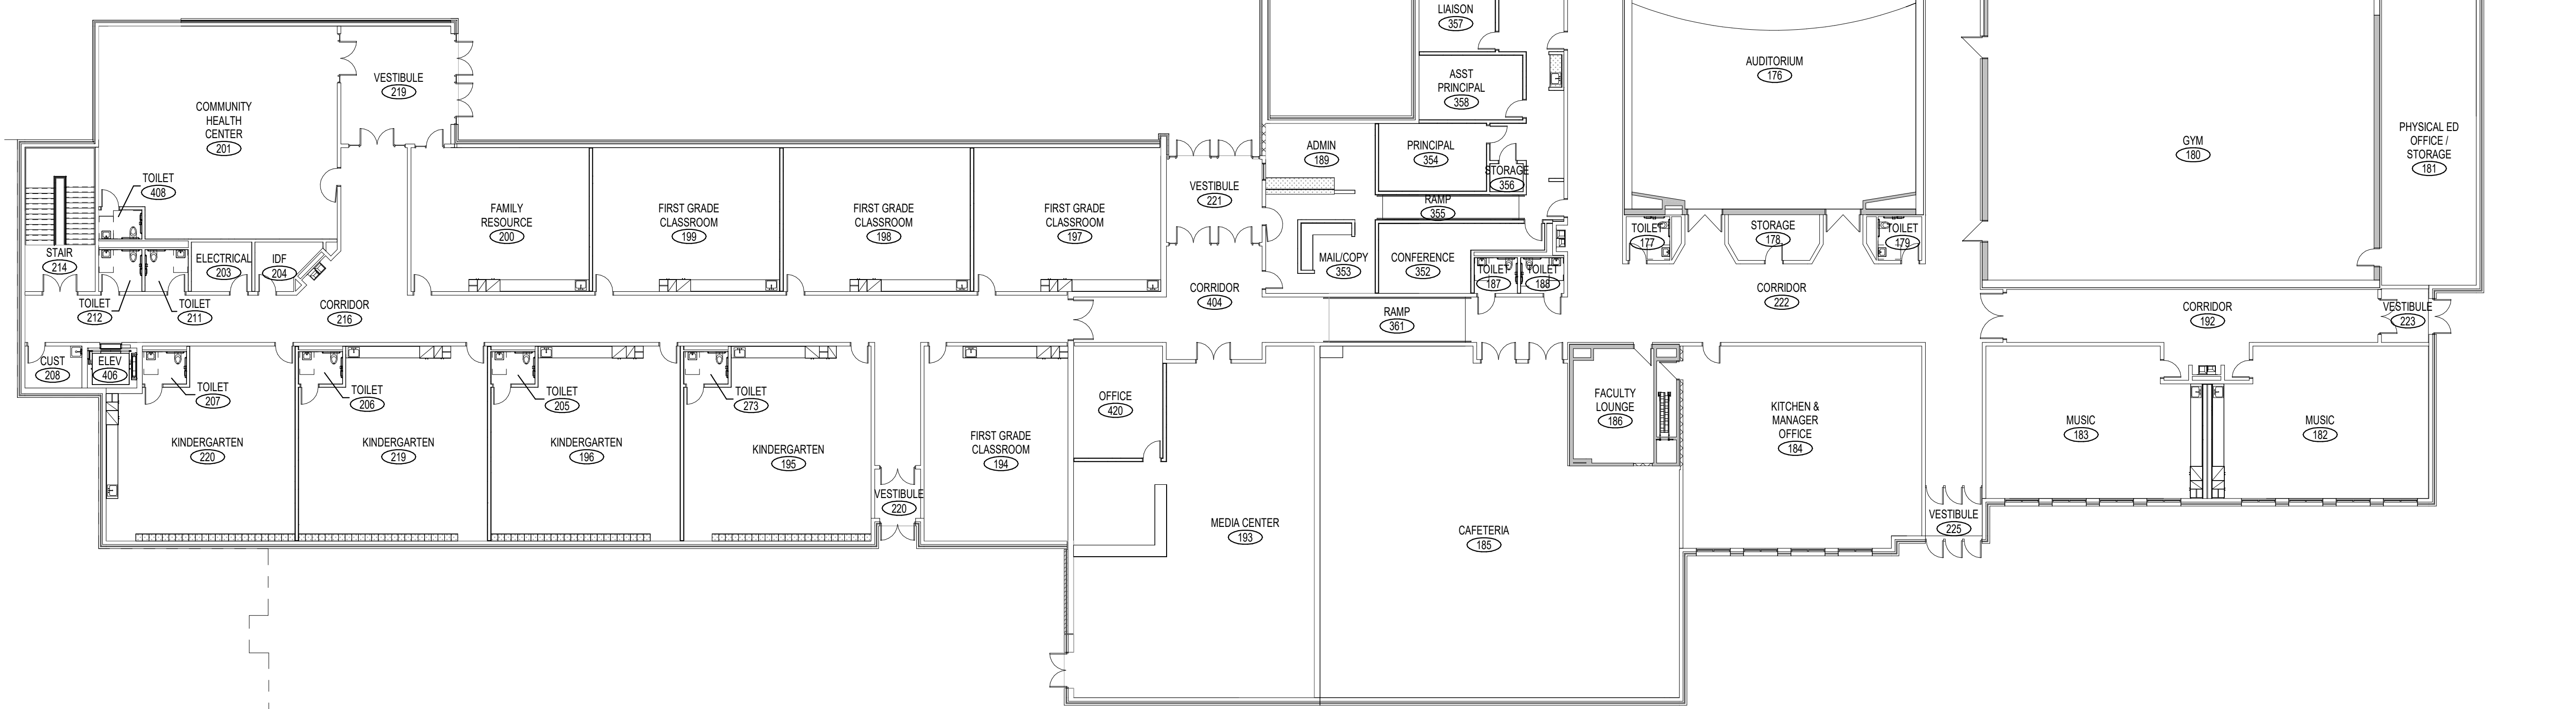 LIAISON
357
ASST
PRINCIPAL
358
AUDITORIUM
176
VESTIBULE
219
COMMUNITY
HEALTH
CENTER
201
PHYSICAL ED
OFFICE /
STORAGE
181
GYM
180
ADMIN
189
PRINCIPAL
354
STORAGE
356
TOILET
408
VESTIBULE
221
RAMP
355
FAMILY
RESOURCE
200
FIRST GRADE
CLASSROOM
199
FIRST GRADE
CLASSROOM
198
FIRST GRADE
CLASSROOM
197
TOILET
177
STORAGE
178
TOILET
179
STAIR
214
ELECTRICAL
203
IDF
204
MAIL/COPY
353
CONFERENCE
352
TOILET
187
TOILET
188
TOILET
212
TOILET
211
CORRIDOR
216
CORRIDOR
404
RAMP
361
CORRIDOR
222
CORRIDOR
192
VESTIBULE
223
CUST
208
ELEV
406
TOILET
207
TOILET
206
TOILET
205
TOILET
273
OFFICE
420
FACULTY
LOUNGE
186
KITCHEN &
MANAGER
OFFICE
184
MUSIC
183
MUSIC
182
KINDERGARTEN
220
KINDERGARTEN
219
KINDERGARTEN
196
KINDERGARTEN
195
FIRST GRADE
CLASSROOM
194
VESTIBULE
220
MEDIA CENTER
193
CAFETERIA
185
VESTIBULE
225